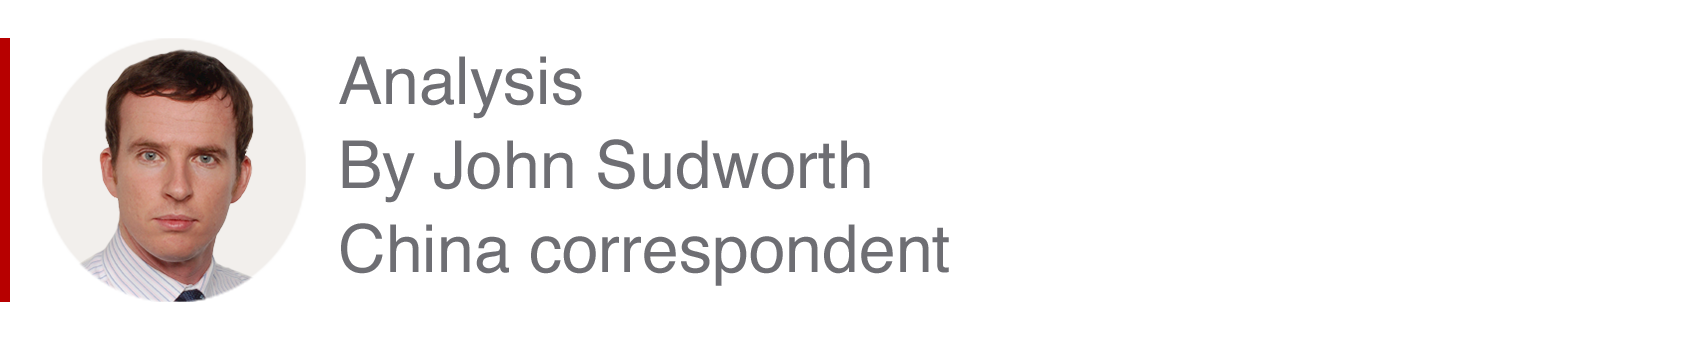 Analysis
By John Sudworth
China correspondent